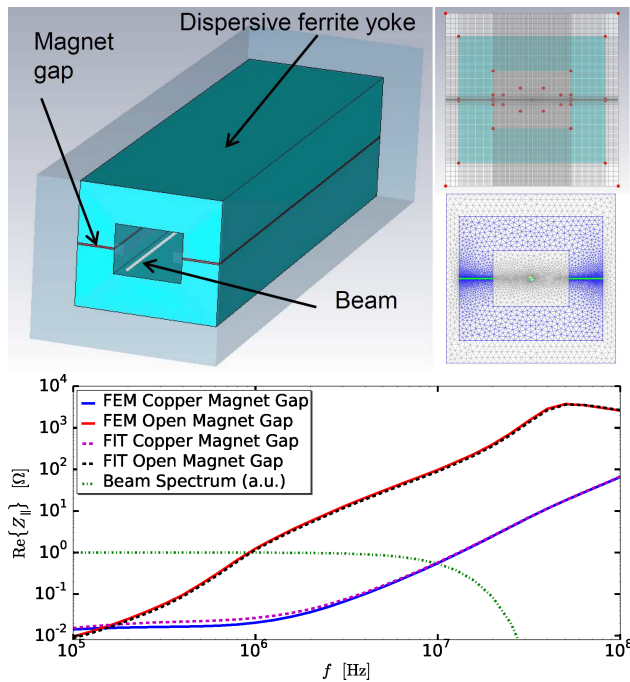 Dispersive ferrite yoke
Magnet
gap
Beam
10^4
10^3
10^2
10^1
10^0
10^-1
10^-2
Re{Z_∥} [Ω]
FEM Copper Magnet Gap
FEM Open Magnet Gap
FIT Copper Magnet Gap
FIT Open Magnet Gap
Beam Spectrum (a.u.)
10^5 10^6 10^7 10^8
f [Hz]